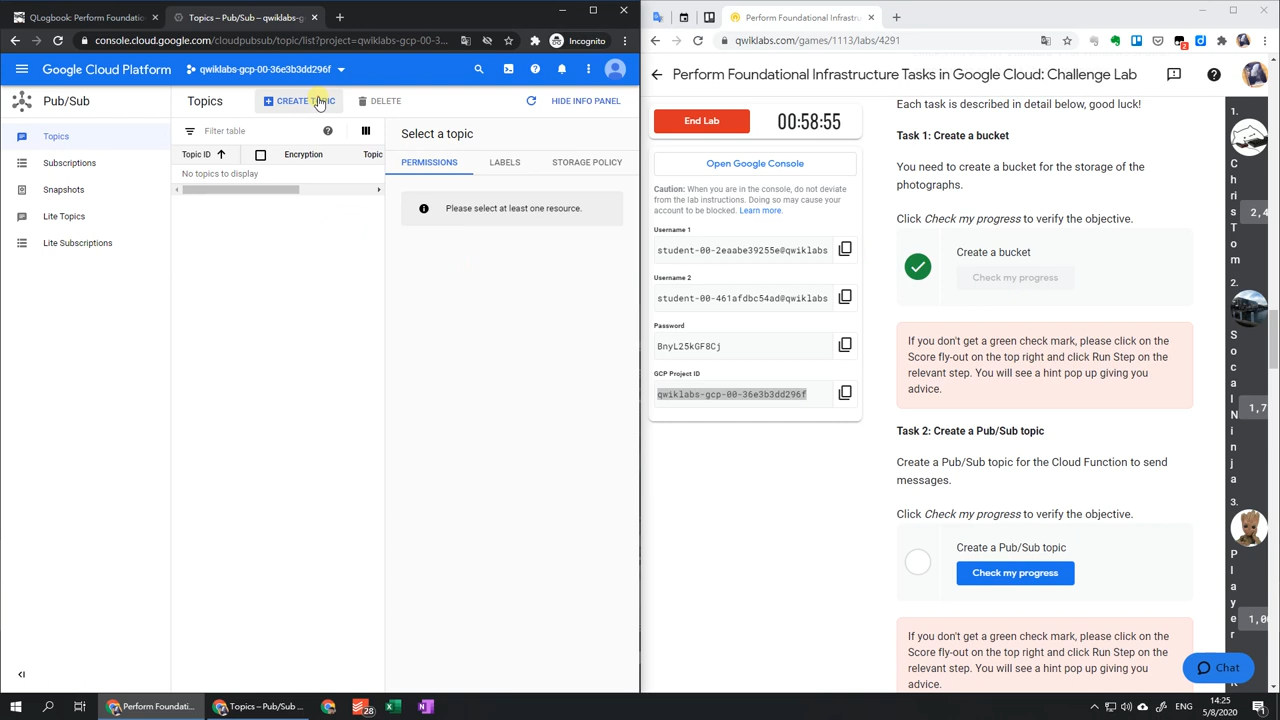 QLogbook: Perform Foundational
Topics – Pub/Sub – qwiklabs-gc
console.cloud.google.com/cloudpubsub/topic/list?project=qwiklabs-gcp-00-3...
Incognito
Google Cloud Platform
qwiklabs-gcp-00-36e3b3dd296f
Pub/Sub
Topics
CREATE TOPIC
DELETE
HIDE INFO PANEL
Topics
Subscriptions
Snapshots
Lite Topics
Lite Subscriptions
Filter table
Topic ID
Encryption
Topic
No topics to display
Select a topic
PERMISSIONS
LABELS
STORAGE POLICY
Please select at least one resource.
Perform Foundational Infrastruc
qwiklabs.com/games/1113/labs/4291
Perform Foundational Infrastructure Tasks in Google Cloud: Challenge Lab
End Lab
00:58:55
Open Google Console
Caution: When you are in the console, do not deviate
from the lab instructions. Doing so may cause your
account to be blocked. Learn more.
Username 1
student-00-2eaabe39255e@qwiklabs
Username 2
student-00-461afdbc54ad@qwiklabs
Password
BnyL25kGF8Cj
GCP Project ID
qwiklabs-gcp-00-36e3b3dd296f
Each task is described in detail below, good luck!
Task 1: Create a bucket
You need to create a bucket for the storage of the
photographs.
Click Check my progress to verify the objective.
Create a bucket
Check my progress
If you don't get a green check mark, please click on the
Score fly-out on the top right and click Run Step on the
relevant step. You will see a hint pop up giving you
advice.
Task 2: Create a Pub/Sub topic
Create a Pub/Sub topic for the Cloud Function to send
messages.
Click Check my progress to verify the objective.
Create a Pub/Sub topic
Check my progress
If you don't get a green check mark, please click on the
Score fly-out on the top right and click Run Step on the
relevant step. You will see a hint pop up giving you
advice.
1.
C
h
r
i
s
T
o
m
2,4
2.
S
o
c
a
l
N
i
n
j
a
1,7
3.
P
l
a
y
e
r
1,0
Chat
Perform Foundati...
Topics – Pub/Sub ...
28
ENG
14:25
5/8/2020